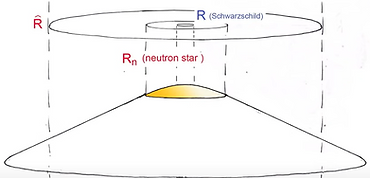 R̂ R (Schwarzschild)
Rn (neutron star )